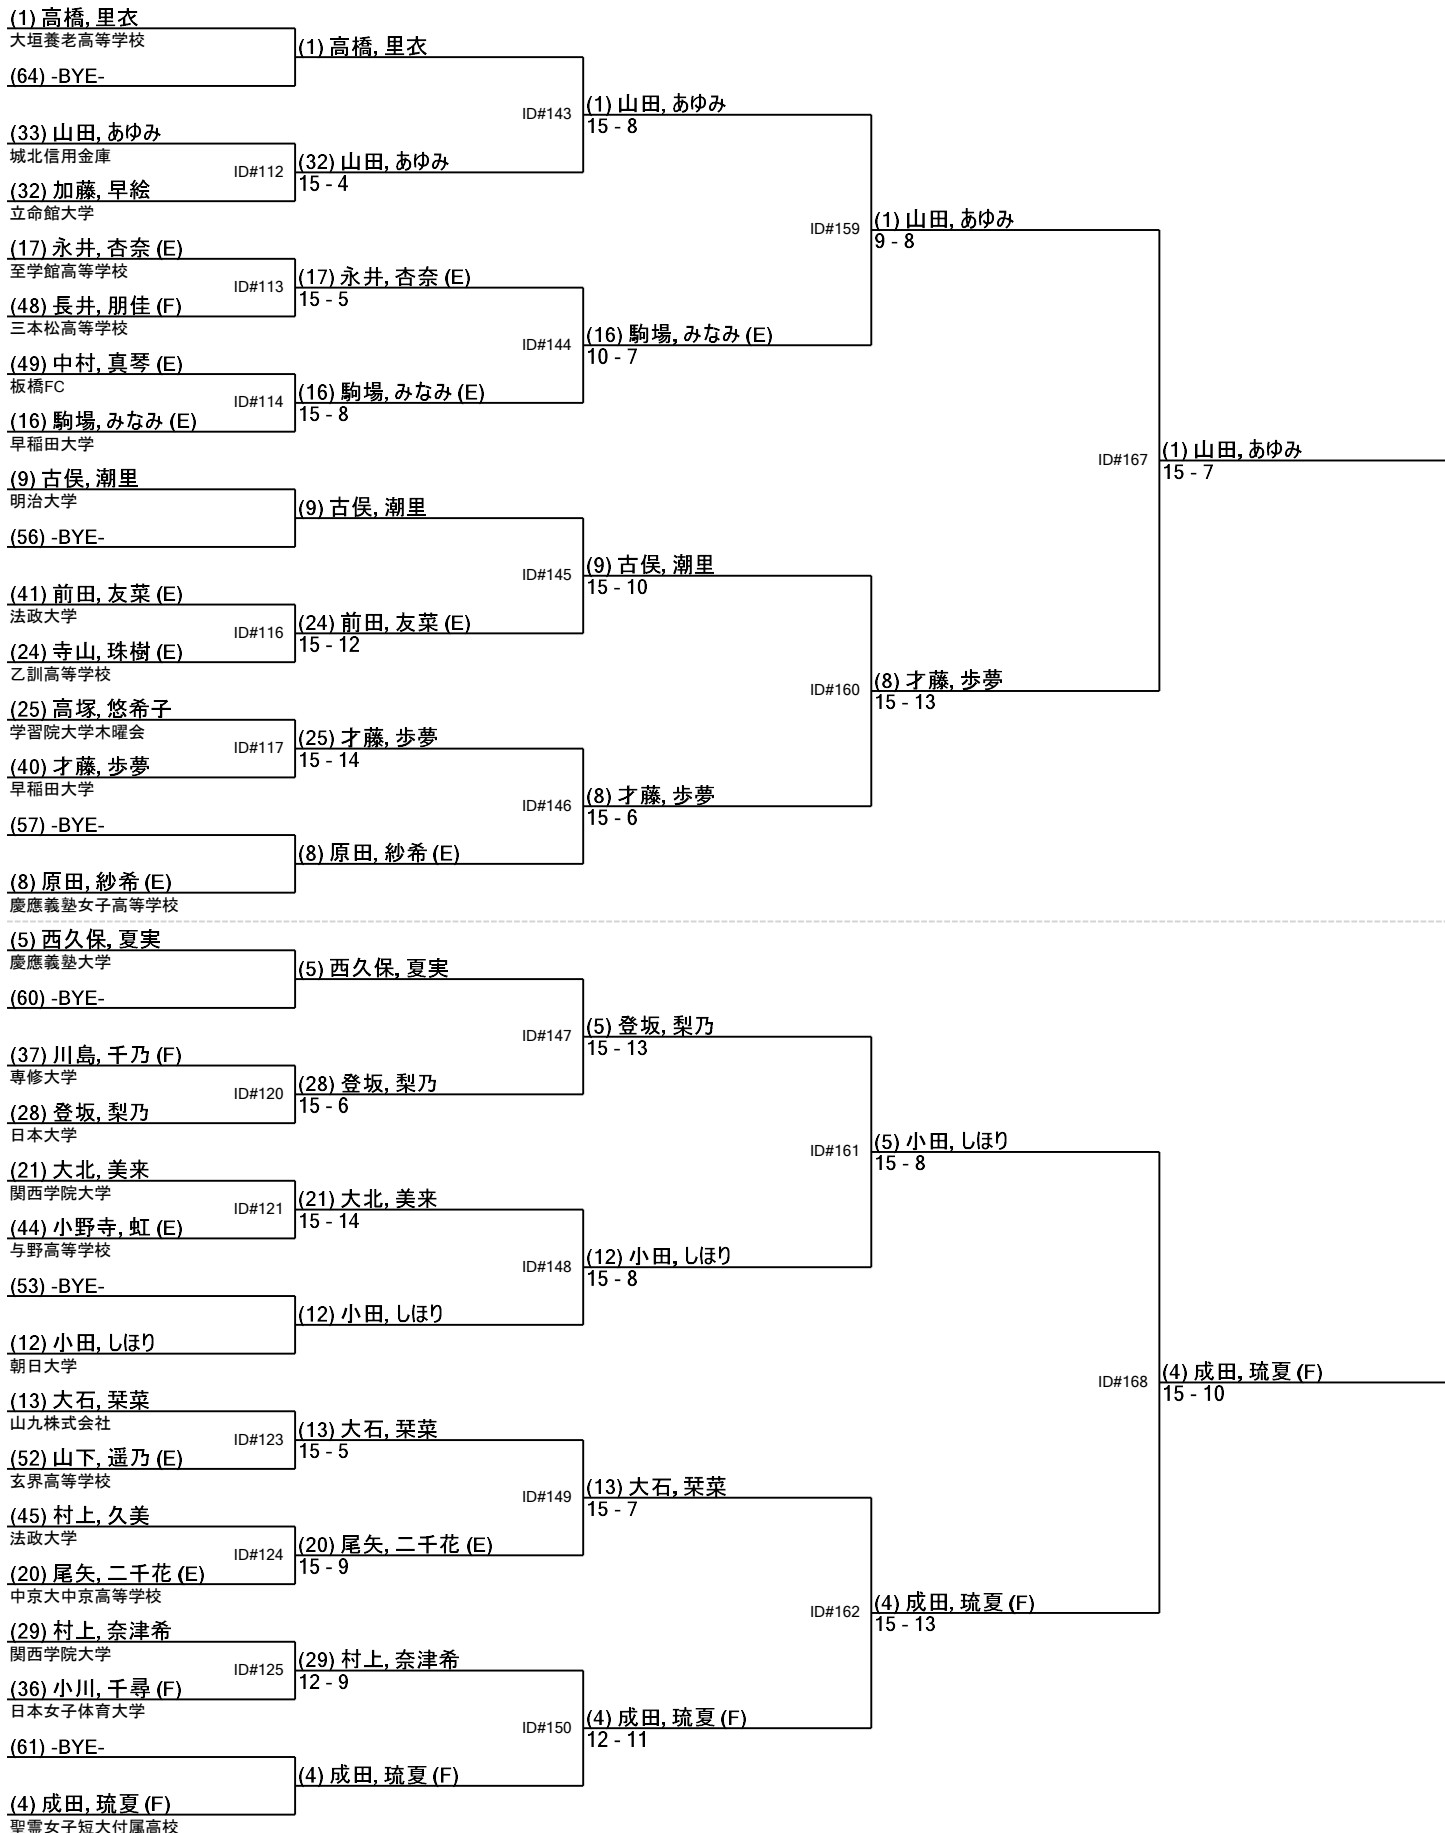 (1) 高橋, 里衣
大垣養老高等学校
(64) -BYE-
(33) 山田, あゆみ
城北信用金庫
(32) 加藤, 早絵
立命館大学
(17) 永井, 杏奈 (E)
至学館高等学校
(48) 長井, 朋佳 (F)
三本松高等学校
(49) 中村, 真琴 (E)
板橋FC
(16) 駒場, みなみ (E)
早稲田大学
(9) 古俣, 潮里
明治大学
(56) -BYE-
(41) 前田, 友菜 (E)
法政大学
(24) 寺山, 珠樹 (E)
乙訓高等学校
(25) 高塚, 悠希子
学習院大学木曜会
(40) 才藤, 歩夢
早稲田大学
(57) -BYE-
(8) 原田, 紗希 (E)
慶應義塾女子高等学校
(1) 高橋, 里衣
ID#112
(32) 山田, あゆみ
15 - 4
ID#113
(17) 永井, 杏奈 (E)
15 - 5
ID#114
(16) 駒場, みなみ (E)
15 - 8
(9) 古俣, 潮里
ID#116
(24) 前田, 友菜 (E)
15 - 12
ID#117
(25) 才藤, 歩夢
15 - 14
(8) 原田, 紗希 (E)
ID#143
(1) 山田, あゆみ
15 - 8
ID#144
(16) 駒場, みなみ (E)
10 - 7
ID#145
(9) 古俣, 潮里
15 - 10
ID#146
(8) 才藤, 歩夢
15 - 6
ID#159
(1) 山田, あゆみ
9 - 8
ID#160
(8) 才藤, 歩夢
15 - 13
ID#167
(1) 山田, あゆみ
15 - 7
(5) 西久保, 夏実
慶應義塾大学
(60) -BYE-
(37) 川島, 千乃 (F)
専修大学
(28) 登坂, 梨乃
日本大学
(21) 大北, 美来
関西学院大学
(44) 小野寺, 虹 (E)
与野高等学校
(53) -BYE-
(12) 小田, しほり
朝日大学
(13) 大石, 栞菜
山九株式会社
(52) 山下, 遥乃 (E)
玄界高等学校
(45) 村上, 久美
法政大学
(20) 尾矢, 二千花 (E)
中京大中京高等学校
(29) 村上, 奈津希
関西学院大学
(36) 小川, 千尋 (F)
日本女子体育大学
(61) -BYE-
(4) 成田, 琉夏 (F)
聖霊女子短大付属高校
(5) 西久保, 夏実
ID#120
(28) 登坂, 梨乃
15 - 6
ID#121
(21) 大北, 美来
15 - 14
(12) 小田, しほり
ID#123
(13) 大石, 栞菜
15 - 5
ID#124
(20) 尾矢, 二千花 (E)
15 - 9
ID#125
(29) 村上, 奈津希
12 - 9
(4) 成田, 琉夏 (F)
ID#147
(5) 登坂, 梨乃
15 - 13
ID#148
(12) 小田, しほり
15 - 8
ID#149
(13) 大石, 栞菜
15 - 7
ID#150
(4) 成田, 琉夏 (F)
12 - 11
ID#161
(5) 小田, しほり
15 - 8
ID#162
(4) 成田, 琉夏 (F)
15 - 13
ID#168
(4) 成田, 琉夏 (F)
15 - 10